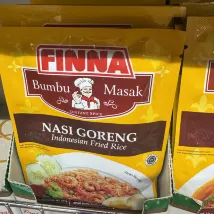 FINNA
Bumbu Masak
NASI GORENG
Indonesian Fried Rice